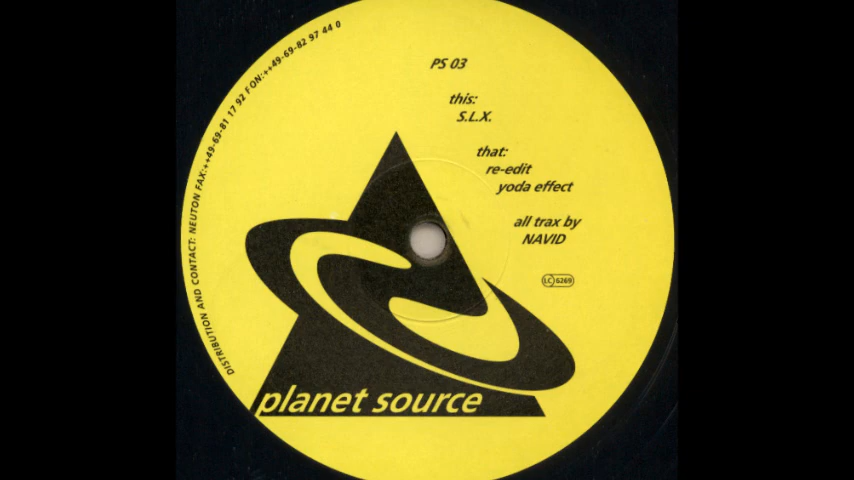 PS 03
this:
S.L.X.
that:
re-edit
yoda effect
all trax by
NAVID
LC 6269
planet source
DISTRIBUTION AND CONTACT: NEUTON FAX:++49-69-81 17 92 FON:++49-69-82 97 44 0